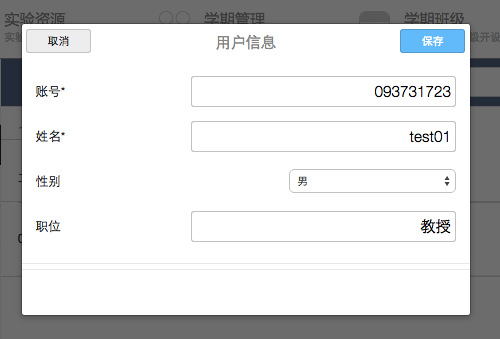 实验资源 学期管理 学期班级
取消 用户信息 保存
账号* 093731723
姓名* test01
性别 男
职位 教授